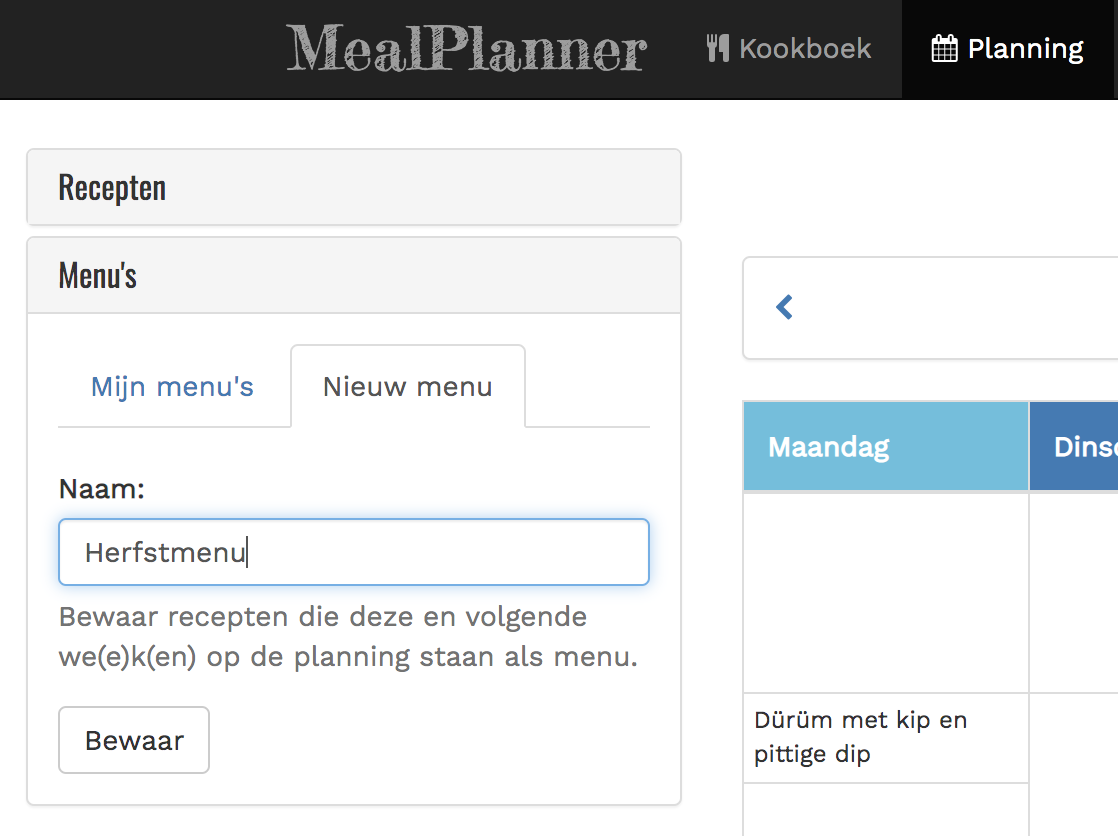 MealPlanner
Kookboek
Planning
Recepten
Menu's
Mijn menu's
Nieuw menu
Naam:
Herfstmenu
Bewaar recepten die deze en volgende
we(e)k(en) op de planning staan als menu.
Bewaar
Maandag
Dürüm met kip en
pittige dip